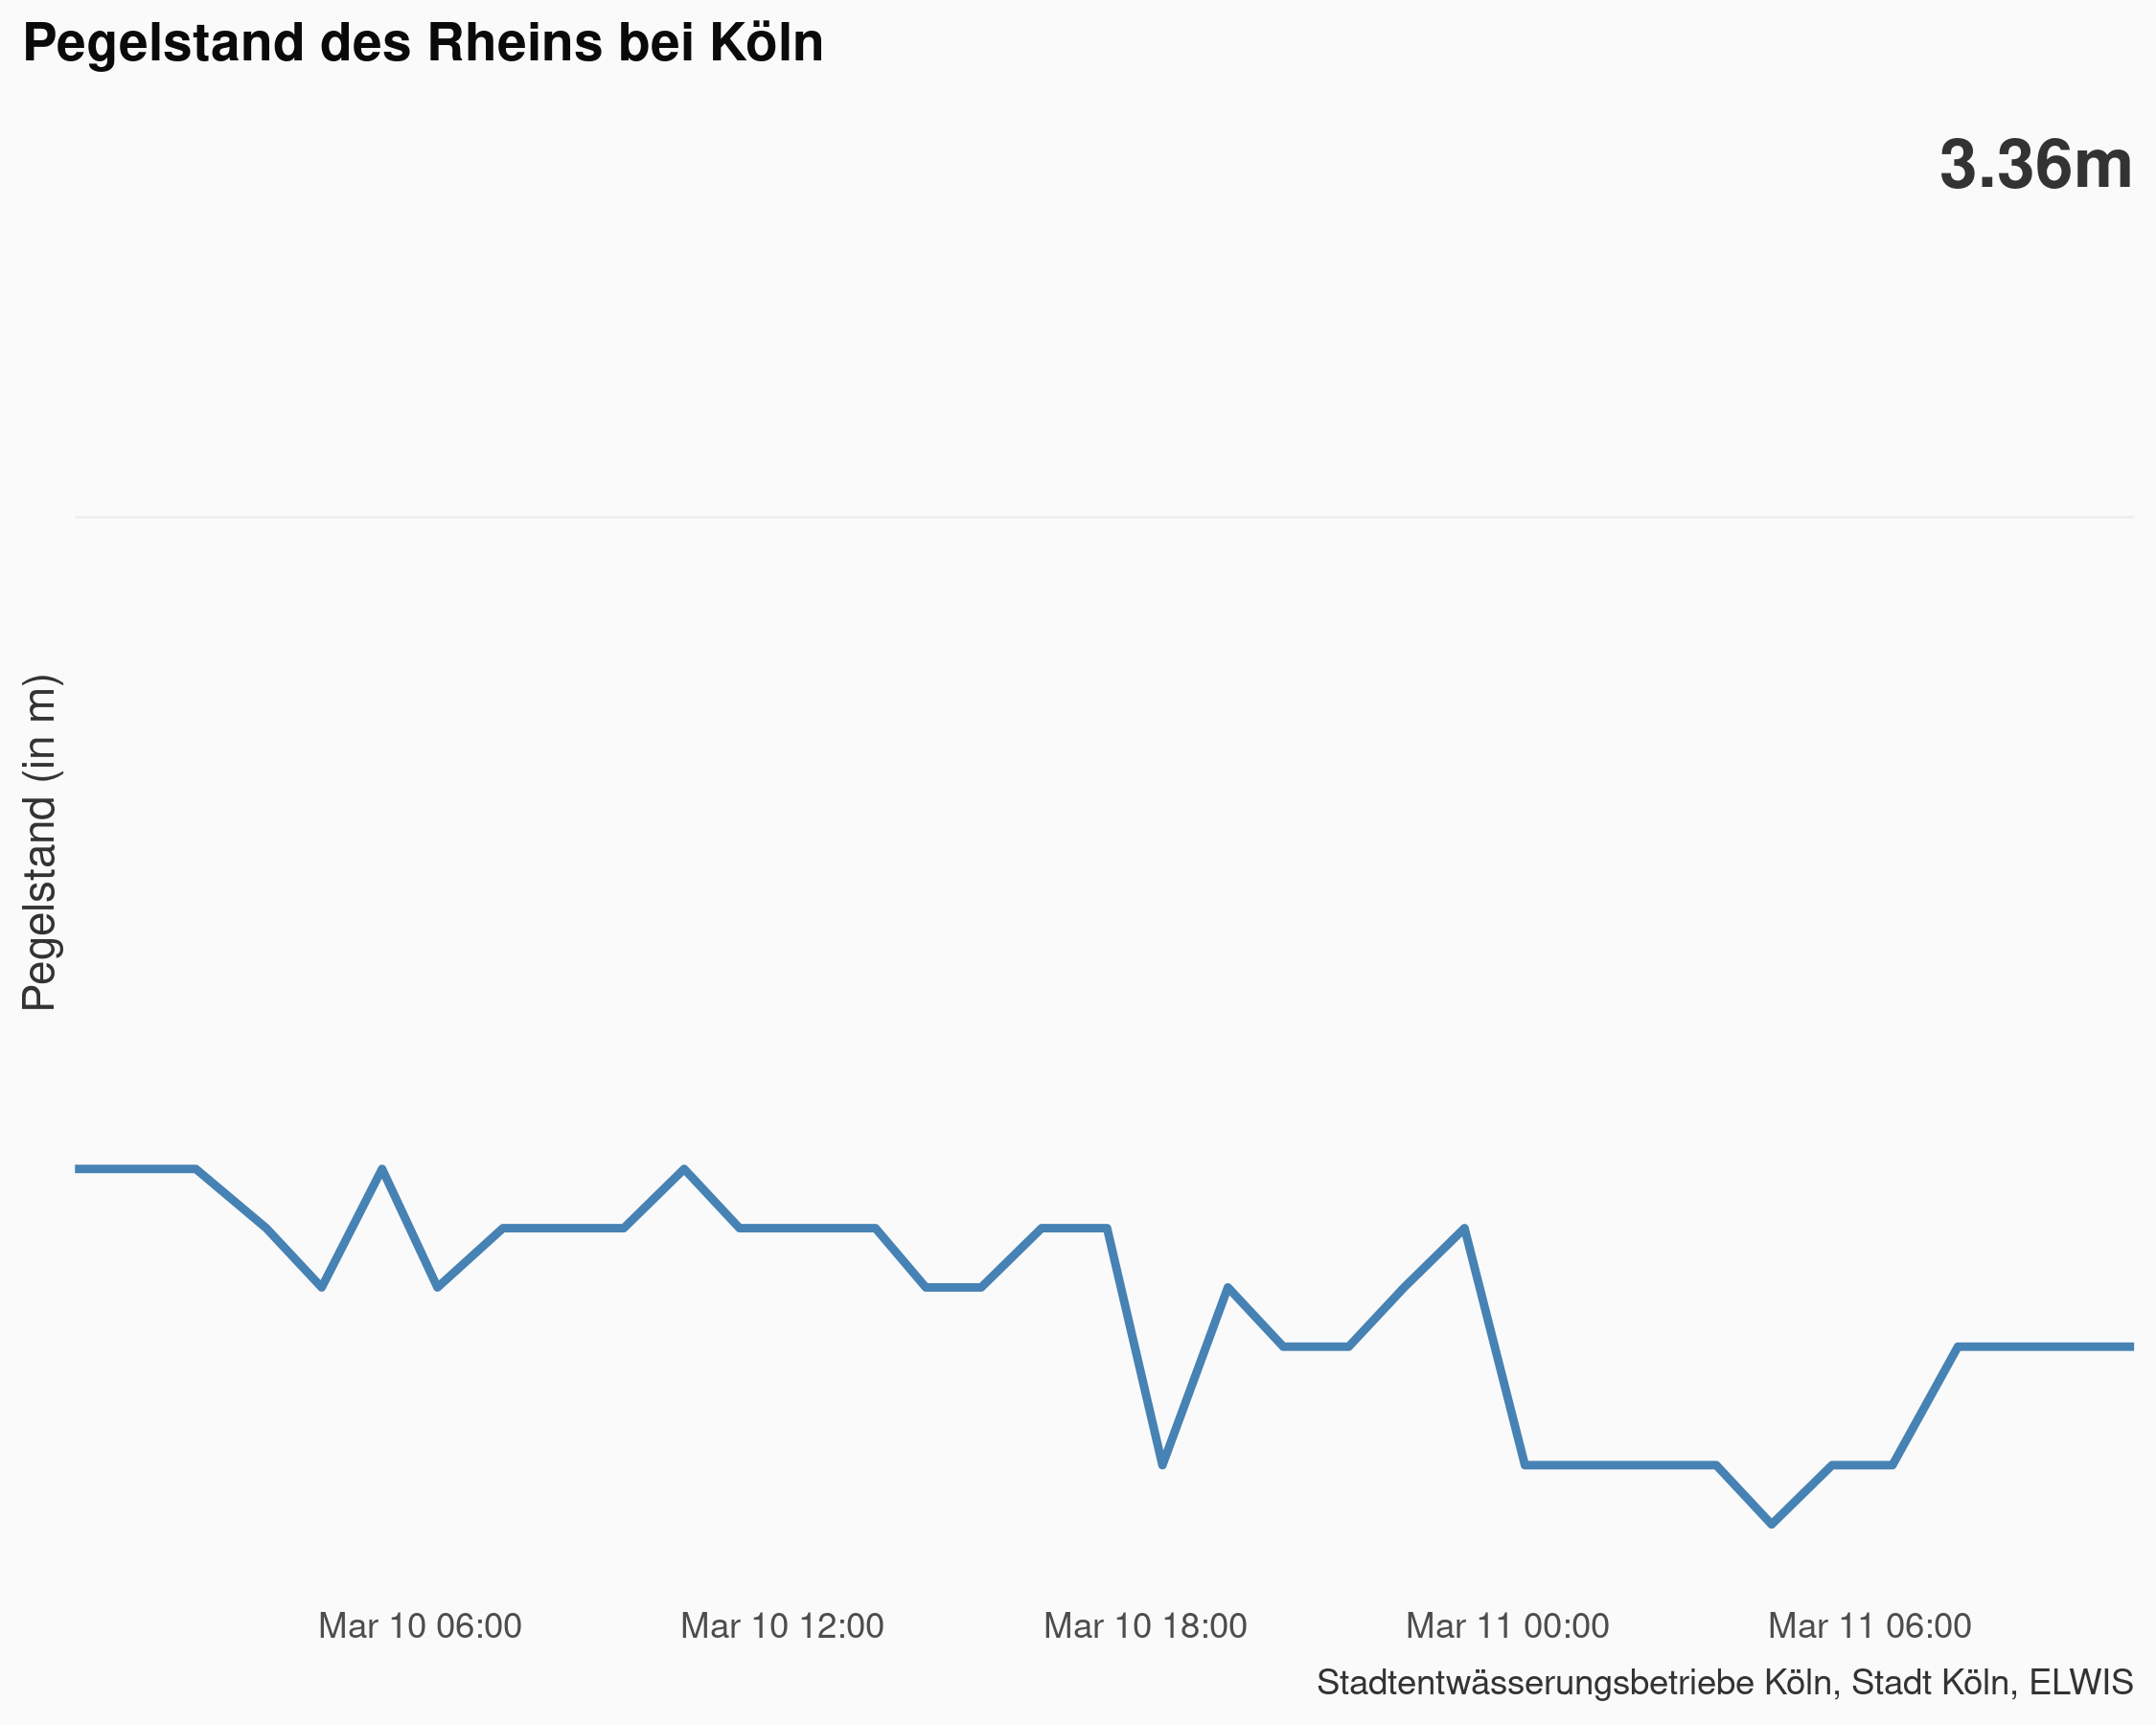 Pegelstand des Rheins bei Köln
3.36m
Pegelstand (in m)
Mar 10 06:00 Mar 10 12:00 Mar 10 18:00 Mar 11 00:00 Mar 11 06:00
Stadtentwässerungsbetriebe Köln, Stadt Köln, ELWIS